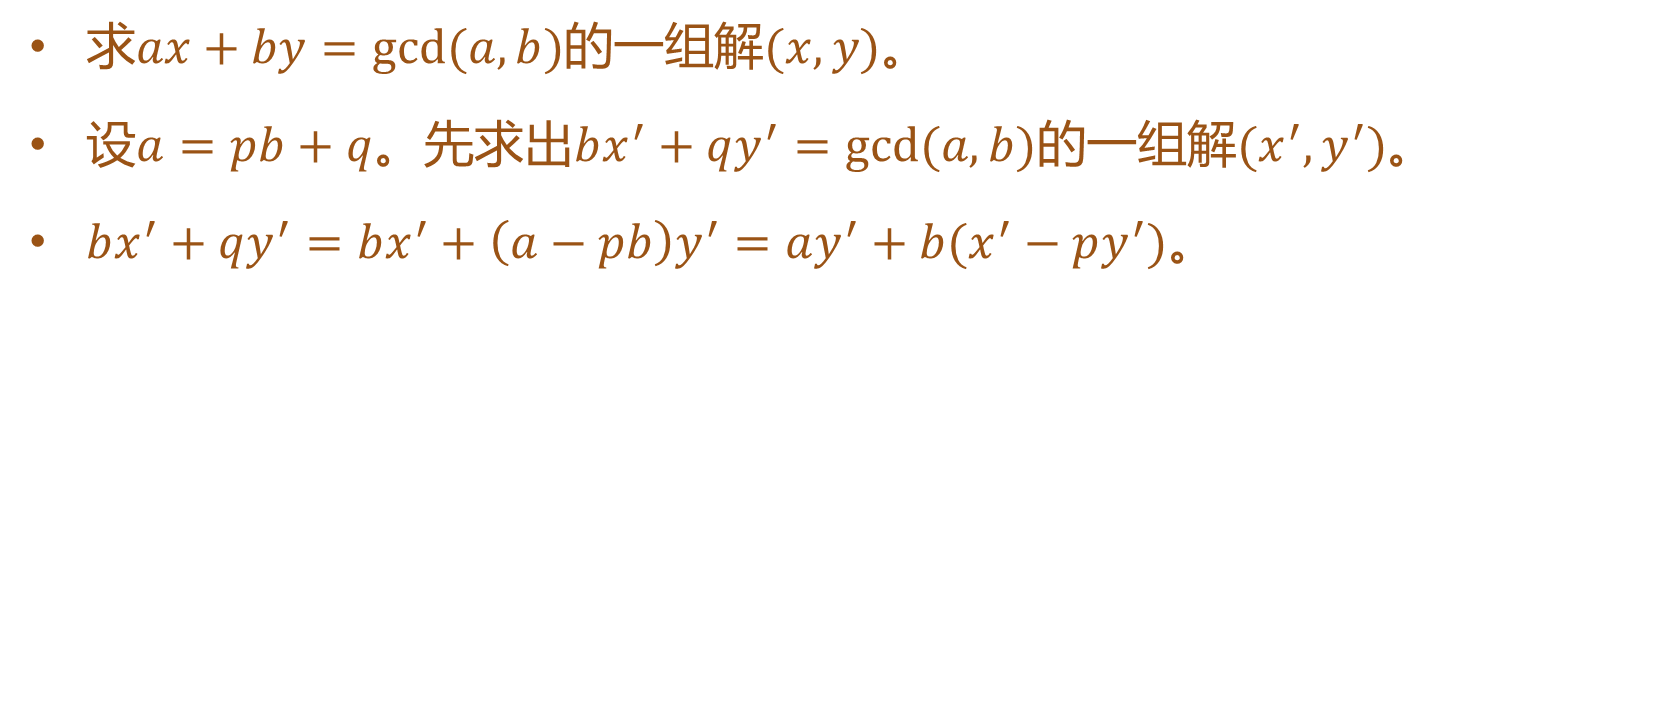 • 求ax + by = gcd(a, b)的一组解(x, y)。
• 设a = pb + q。先求出bx′ + qy′ = gcd(a, b)的一组解(x′, y′)。
• bx′ + qy′ = bx′ + (a − pb)y′ = ay′ + b(x′ − py′)。